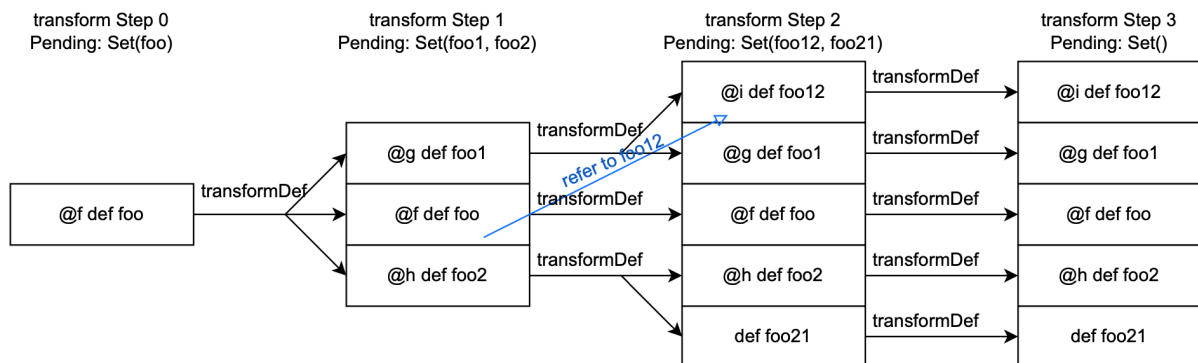 transform Step 0
Pending: Set(foo)
transform Step 1
Pending: Set(foo1, foo2)
transform Step 2
Pending: Set(foo12, foo21)
transform Step 3
Pending: Set()
@f def foo
transformDef
@g def foo1
@f def foo
@h def foo2
transformDef
transformDef
transformDef
refer to foo12
@i def foo12
@g def foo1
@f def foo
@h def foo2
def foo21
transformDef
transformDef
transformDef
transformDef
transformDef
@i def foo12
@g def foo1
@f def foo
@h def foo2
def foo21